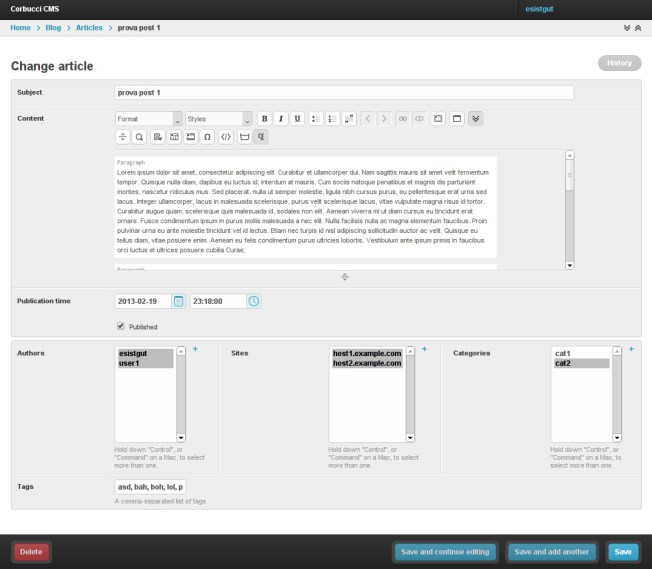 Corbucci CMS
esistgut
Home > Blog > Articles > prova post 1
Change article
History
Subject
prova post 1
Content
Format
Styles
B I U
Ω
Paragraph
Lorem ipsum dolor sit amet, consectetur adipiscing elit. Curabitur et ullamcorper dui. Nam sagittis mauris sit amet velit fermentum
tempor. Quisque nulla diam, dapibus eu luctus id, interdum at mauris. Cum sociis natoque penatibus et magnis dis parturient
montes, nascetur ridiculus mus. Sed placerat, nulla ut semper molestie, ligula nibh cursus purus, eu pellentesque erat urna sed
lacus. Integer ullamcorper, lacus in malesuada scelerisque, purus velit scelerisque lacus, vitae vulputate magna risus id tortor.
Curabitur augue quam, scelerisque quis malesuada id, sodales non elit. Aenean viverra mi ut diam cursus eu tincidunt erat
ornare. Fusce condimentum ipsum in purus mollis malesuada a nec elit. Nulla facilisis nulla ac magna mollis faucibus. Proin
pulvinar urna eu ante molestie tincidunt vel id lectus. Etiam nec turpis id nisl adipiscing sollicitudin auctor ac velit. Quisque eu
tellus diam, vitae posuere enim. Aenean eu felis condimentum purus ultricies lobortis. Vestibulum ante ipsum primis in faucibus
orci luctus et ultrices posuere cubilia Curae;
Paragraph
Publication time
2013-02-19
23:18:00
Published
Authors
esistgut
user1
Hold down "Control", or
"Command" on a Mac, to select
more than one.
Sites
host1.example.com
host2.example.com
Hold down "Control", or
"Command" on a Mac, to
select more than one.
Categories
cat1
cat2
Hold down "Control", or
"Command" on a Mac, to
select more than one.
Tags
asd, bah, boh, lol, p
A comma-separated list of tags.
Delete
Save and continue editing
Save and add another
Save